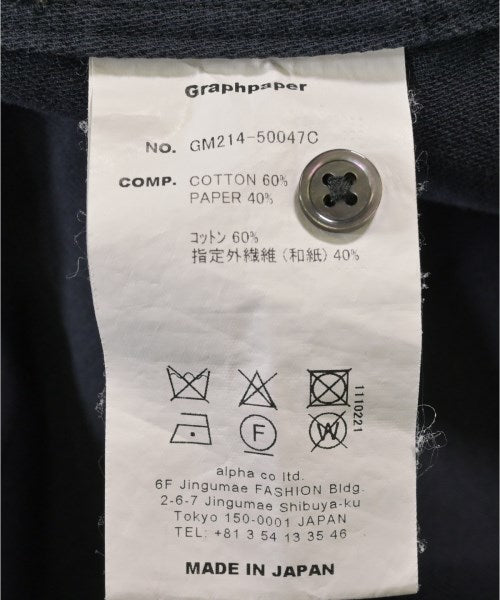 Graphpaper
NO. GM214-50047C
COMP. COTTON 60%
PAPER 40%
コットン 60%
指定外繊維(和紙) 40%
1110221
F
W
alpha co ltd.
6F Jingumae FASHION Bldg.
2-6-7 Jingumae Shibuya-ku
Tokyo 150-0001 JAPAN
TEL: +81 3 54 13 35 46
MADE IN JAPAN